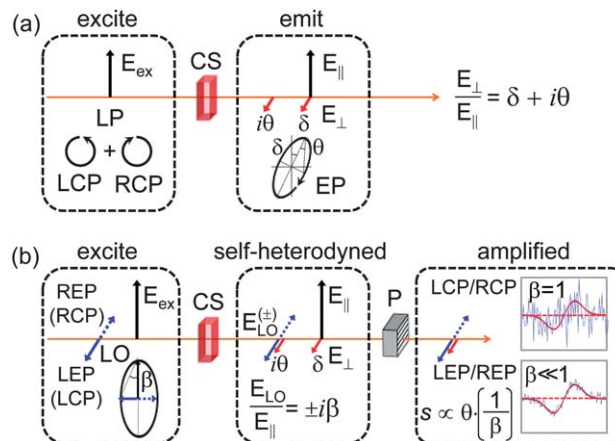 (a)
excite
emit
E_ex
CS
E_∥
LP
iθ
δ
E_⊥
E_⊥/E_∥ = δ + iθ
LCP
+
RCP
δ
θ
EP
(b)
excite
self-heterodyned
amplified
REP
(RCP)
E_ex
CS
E_LO^(±)
E_∥
P
LCP/RCP
β=1
LO
iθ
δ
E_⊥
LEP
(LCP)
β
E_LO/E_∥ = ±iβ
LEP/REP
s ∝ θ·[1/β]
β≪1